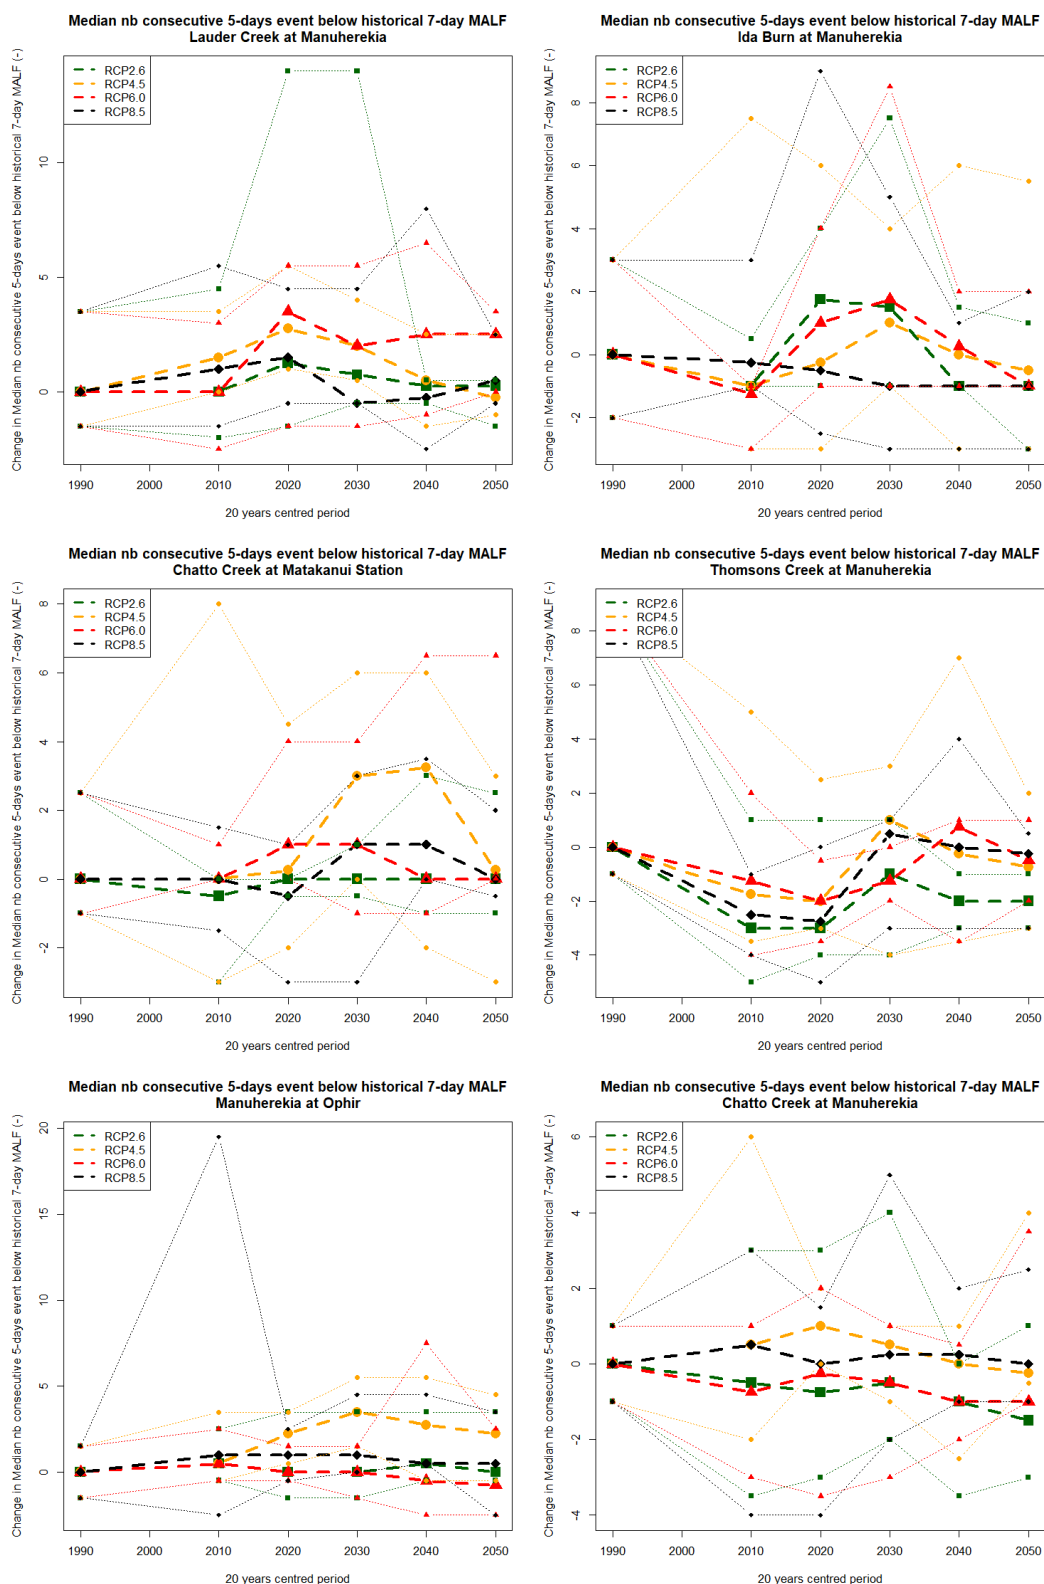 Median nb consecutive 5-days event below historical 7-day MALF
Lauder Creek at Manuherekia
Change in Median nb consecutive 5-days event below historical 7-day MALF (-)
10
5
0
RCP2.6
RCP4.5
RCP6.0
RCP8.5
1990 2000 2010 2020 2030 2040 2050
20 years centred period
Median nb consecutive 5-days event below historical 7-day MALF
Ida Burn at Manuherekia
Change in Median nb consecutive 5-days event below historical 7-day MALF (-)
8
6
4
2
0
-2
RCP2.6
RCP4.5
RCP6.0
RCP8.5
1990 2000 2010 2020 2030 2040 2050
20 years centred period
Median nb consecutive 5-days event below historical 7-day MALF
Chatto Creek at Matakanui Station
Change in Median nb consecutive 5-days event below historical 7-day MALF (-)
8
6
4
2
0
-2
RCP2.6
RCP4.5
RCP6.0
RCP8.5
1990 2000 2010 2020 2030 2040 2050
20 years centred period
Median nb consecutive 5-days event below historical 7-day MALF
Thomsons Creek at Manuherekia
Change in Median nb consecutive 5-days event below historical 7-day MALF (-)
8
6
4
2
0
-2
-4
RCP2.6
RCP4.5
RCP6.0
RCP8.5
1990 2000 2010 2020 2030 2040 2050
20 years centred period
Median nb consecutive 5-days event below historical 7-day MALF
Manuherekia at Ophir
Change in Median nb consecutive 5-days event below historical 7-day MALF (-)
20
15
10
5
0
RCP2.6
RCP4.5
RCP6.0
RCP8.5
1990 2000 2010 2020 2030 2040 2050
20 years centred period
Median nb consecutive 5-days event below historical 7-day MALF
Chatto Creek at Manuherekia
Change in Median nb consecutive 5-days event below historical 7-day MALF (-)
6
4
2
0
-2
-4
RCP2.6
RCP4.5
RCP6.0
RCP8.5
1990 2000 2010 2020 2030 2040 2050
20 years centred period